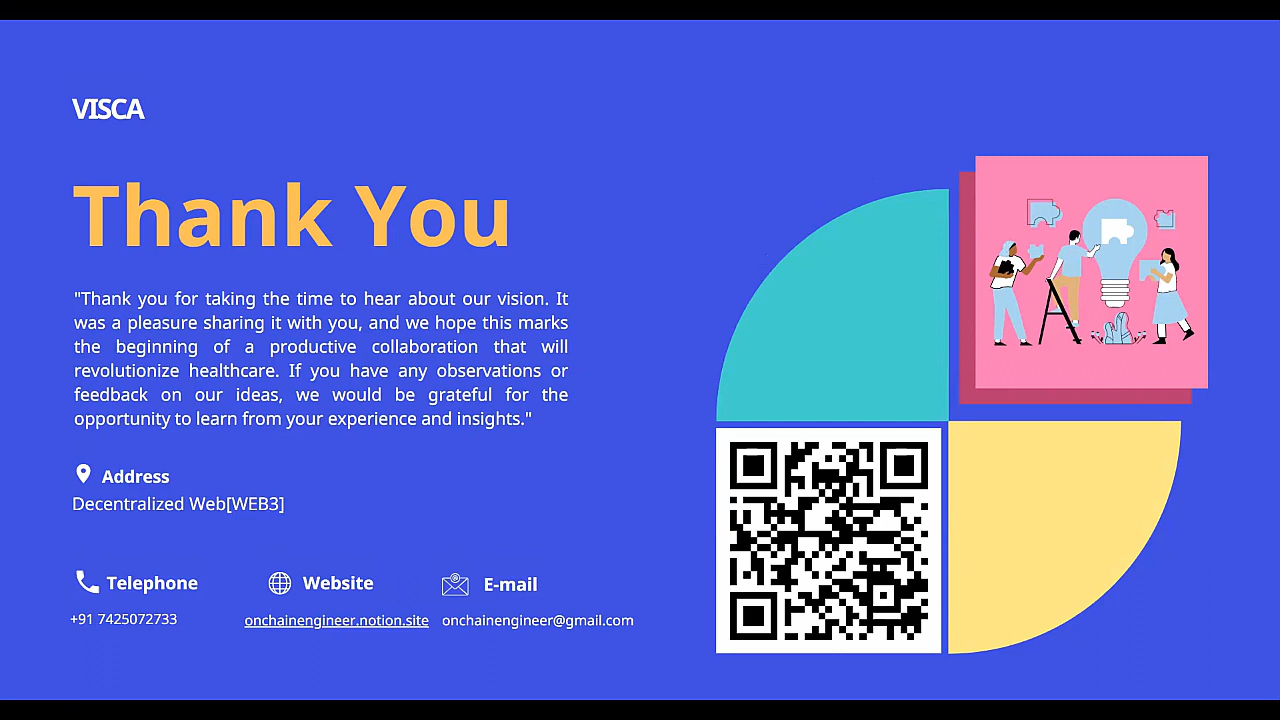 VISCA
Thank You
"Thank you for taking the time to hear about our vision. It
was a pleasure sharing it with you, and we hope this marks
the beginning of a productive collaboration that will
revolutionize healthcare. If you have any observations or
feedback on our ideas, we would be grateful for the
opportunity to learn from your experience and insights."
Address
Decentralized Web[WEB3]
Telephone
+91 7425072733
Website
onchainengineer.notion.site
E-mail
onchainengineer@gmail.com